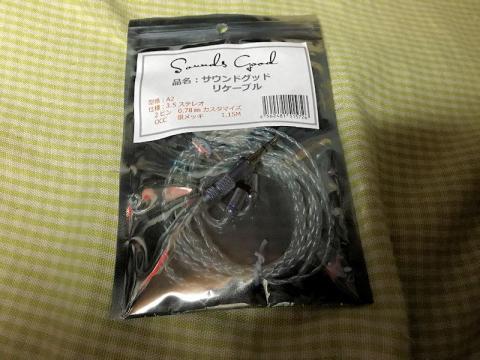 Sounds Good
品名：サウンドグッド
リケーブル
型番：A2
仕様：3.5 ステレオ
2ピン 0.78㎜ カスタマイズ
OCC 銀メッキ 1.15M